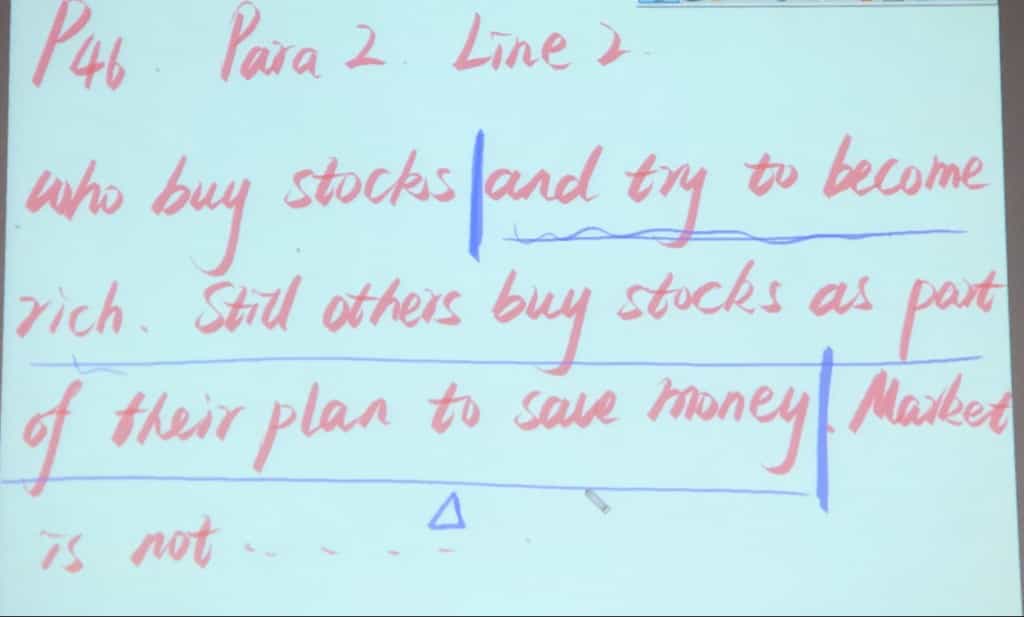 P46. Para 2. Line 2.
who buy stocks and try to become
rich. Still others buy stocks as part
of their plan to save money. Market
is not.....